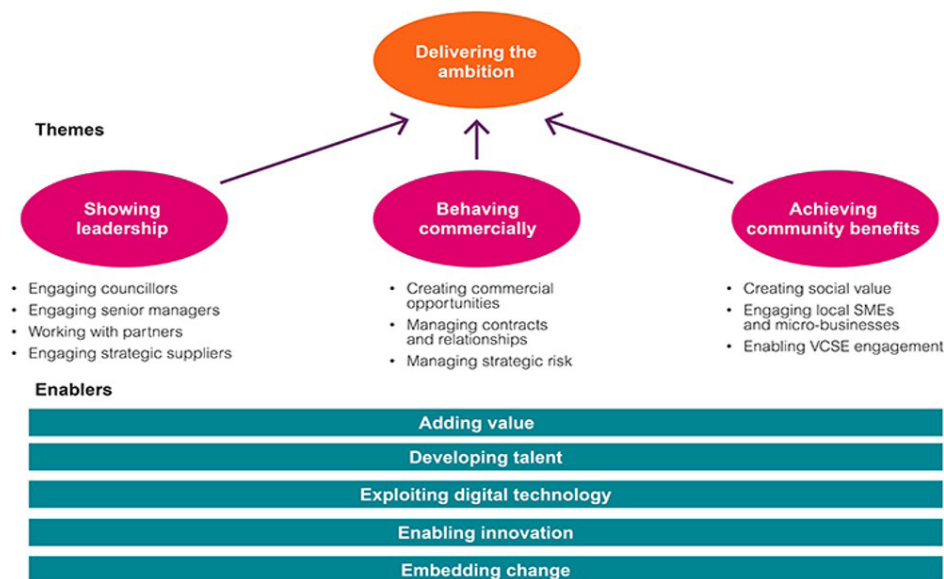 Delivering the
ambition
Themes
Showing
leadership
Behaving
commercially
Achieving
community benefits
• Engaging councillors
• Engaging senior managers
• Working with partners
• Engaging strategic suppliers
• Creating commercial
opportunities
• Managing contracts
and relationships
• Managing strategic risk
• Creating social value
• Engaging local SMEs
and micro-businesses
• Enabling VCSE engagement
Enablers
Adding value
Developing talent
Exploiting digital technology
Enabling innovation
Embedding change